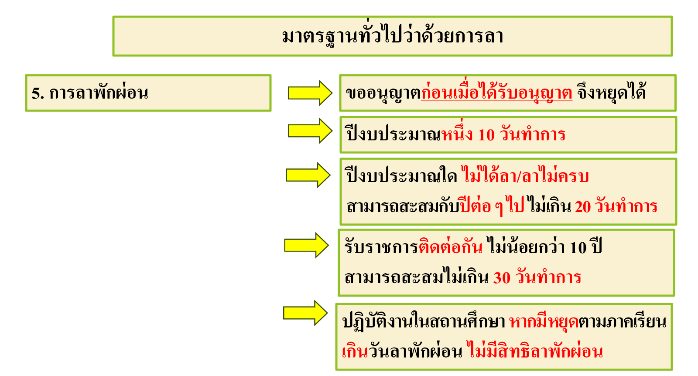 มาตรฐานทั่วไปว่าด้วยการลา
5. การลาพักผ่อน
ขออนุญาตก่อนเมื่อได้รับอนุญาต จึงหยุดได้
ปีงบประมาณหนึ่ง 10 วันทำการ
ปีงบประมาณใด ไม่ได้ลา/ลาไม่ครบ
สามารถสะสมกับปีต่อ ๆ ไป ไม่เกิน 20 วันทำการ
รับราชการติดต่อกัน ไม่น้อยกว่า 10 ปี
สามารถสะสมไม่เกิน 30 วันทำการ
ปฏิบัติงานในสถานศึกษา หากมีหยุดตามภาคเรียน
เกินวันลาพักผ่อน ไม่มีสิทธิลาพักผ่อน